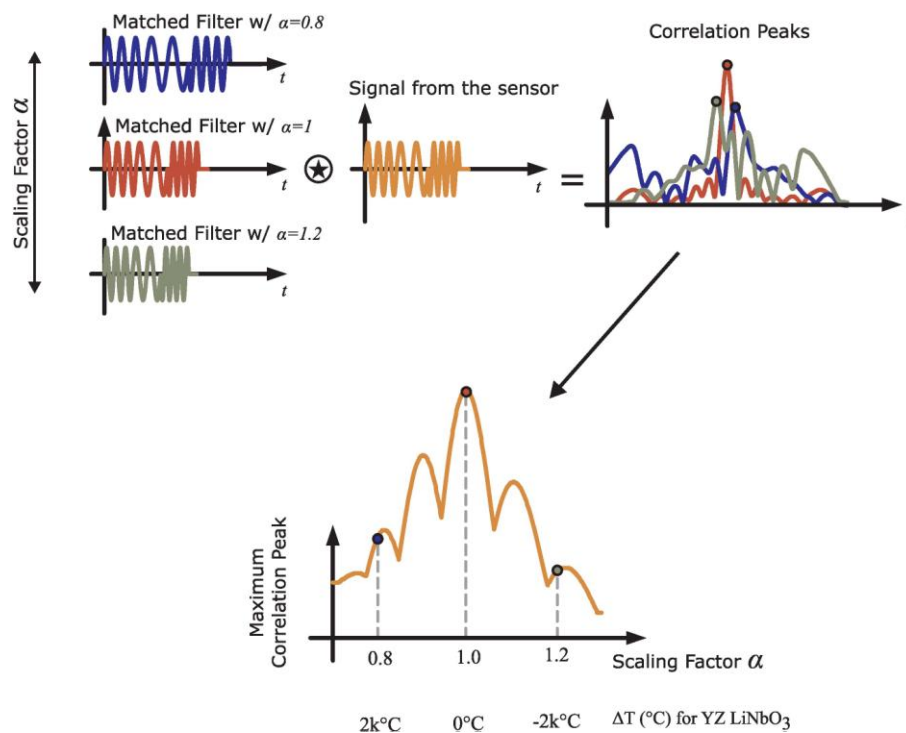 Matched Filter w/ α=0.8
t
Matched Filter w/ α=1
t
Matched Filter w/ α=1.2
t
Scaling Factor α
Signal from the sensor
t
=
Correlation Peaks
Maximum
Correlation Peak
0.8
1.0
1.2
Scaling Factor α
2k°C
0°C
-2k°C
ΔT (°C) for YZ LiNbO₃